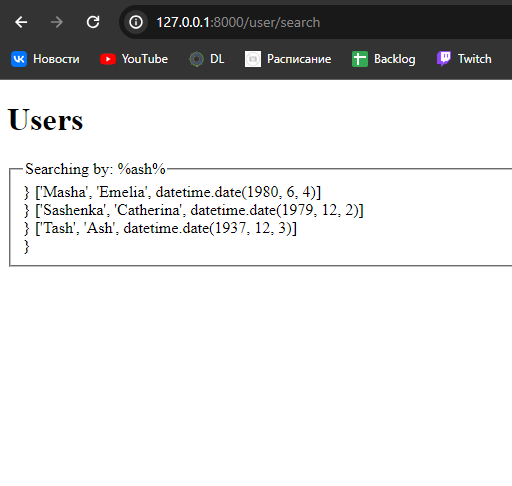 127.0.0.1:8000/user/search
Новости YouTube DL Расписание Backlog Twitch
Users
Searching by: %ash%
} ['Masha', 'Emelia', datetime.date(1980, 6, 4)]
} ['Sashenka', 'Catherina', datetime.date(1979, 12, 2)]
} ['Tash', 'Ash', datetime.date(1937, 12, 3)]
}